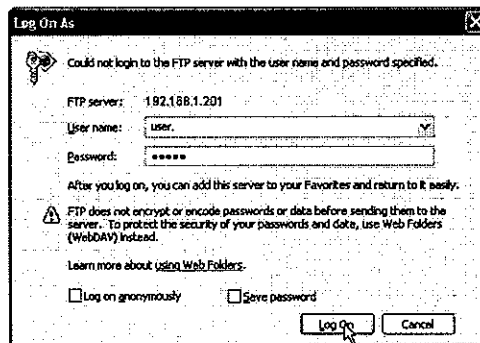 Log On As
Could not login to the FTP server with the user name and password specified.
FTP server: 192.168.1.201
User name: user.
Password: •••••
After you log on, you can add this server to your Favorites and return to it easily.
FTP does not encrypt or encode passwords or data before sending them to the
server. To protect the security of your passwords and data, use Web Folders
(WebDAV) instead.
Learn more about using Web Folders.
Log on anonymously Save password
Log On Cancel